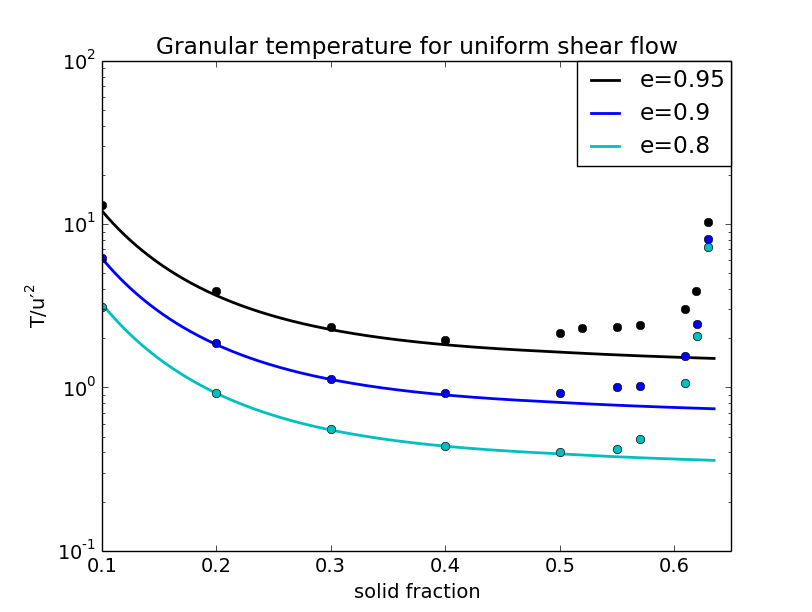 Granular temperature for uniform shear flow
10²
e=0.95
e=0.9
e=0.8
10¹
T/u′²
10⁰
10⁻¹
0.1 0.2 0.3 0.4 0.5 0.6
solid fraction